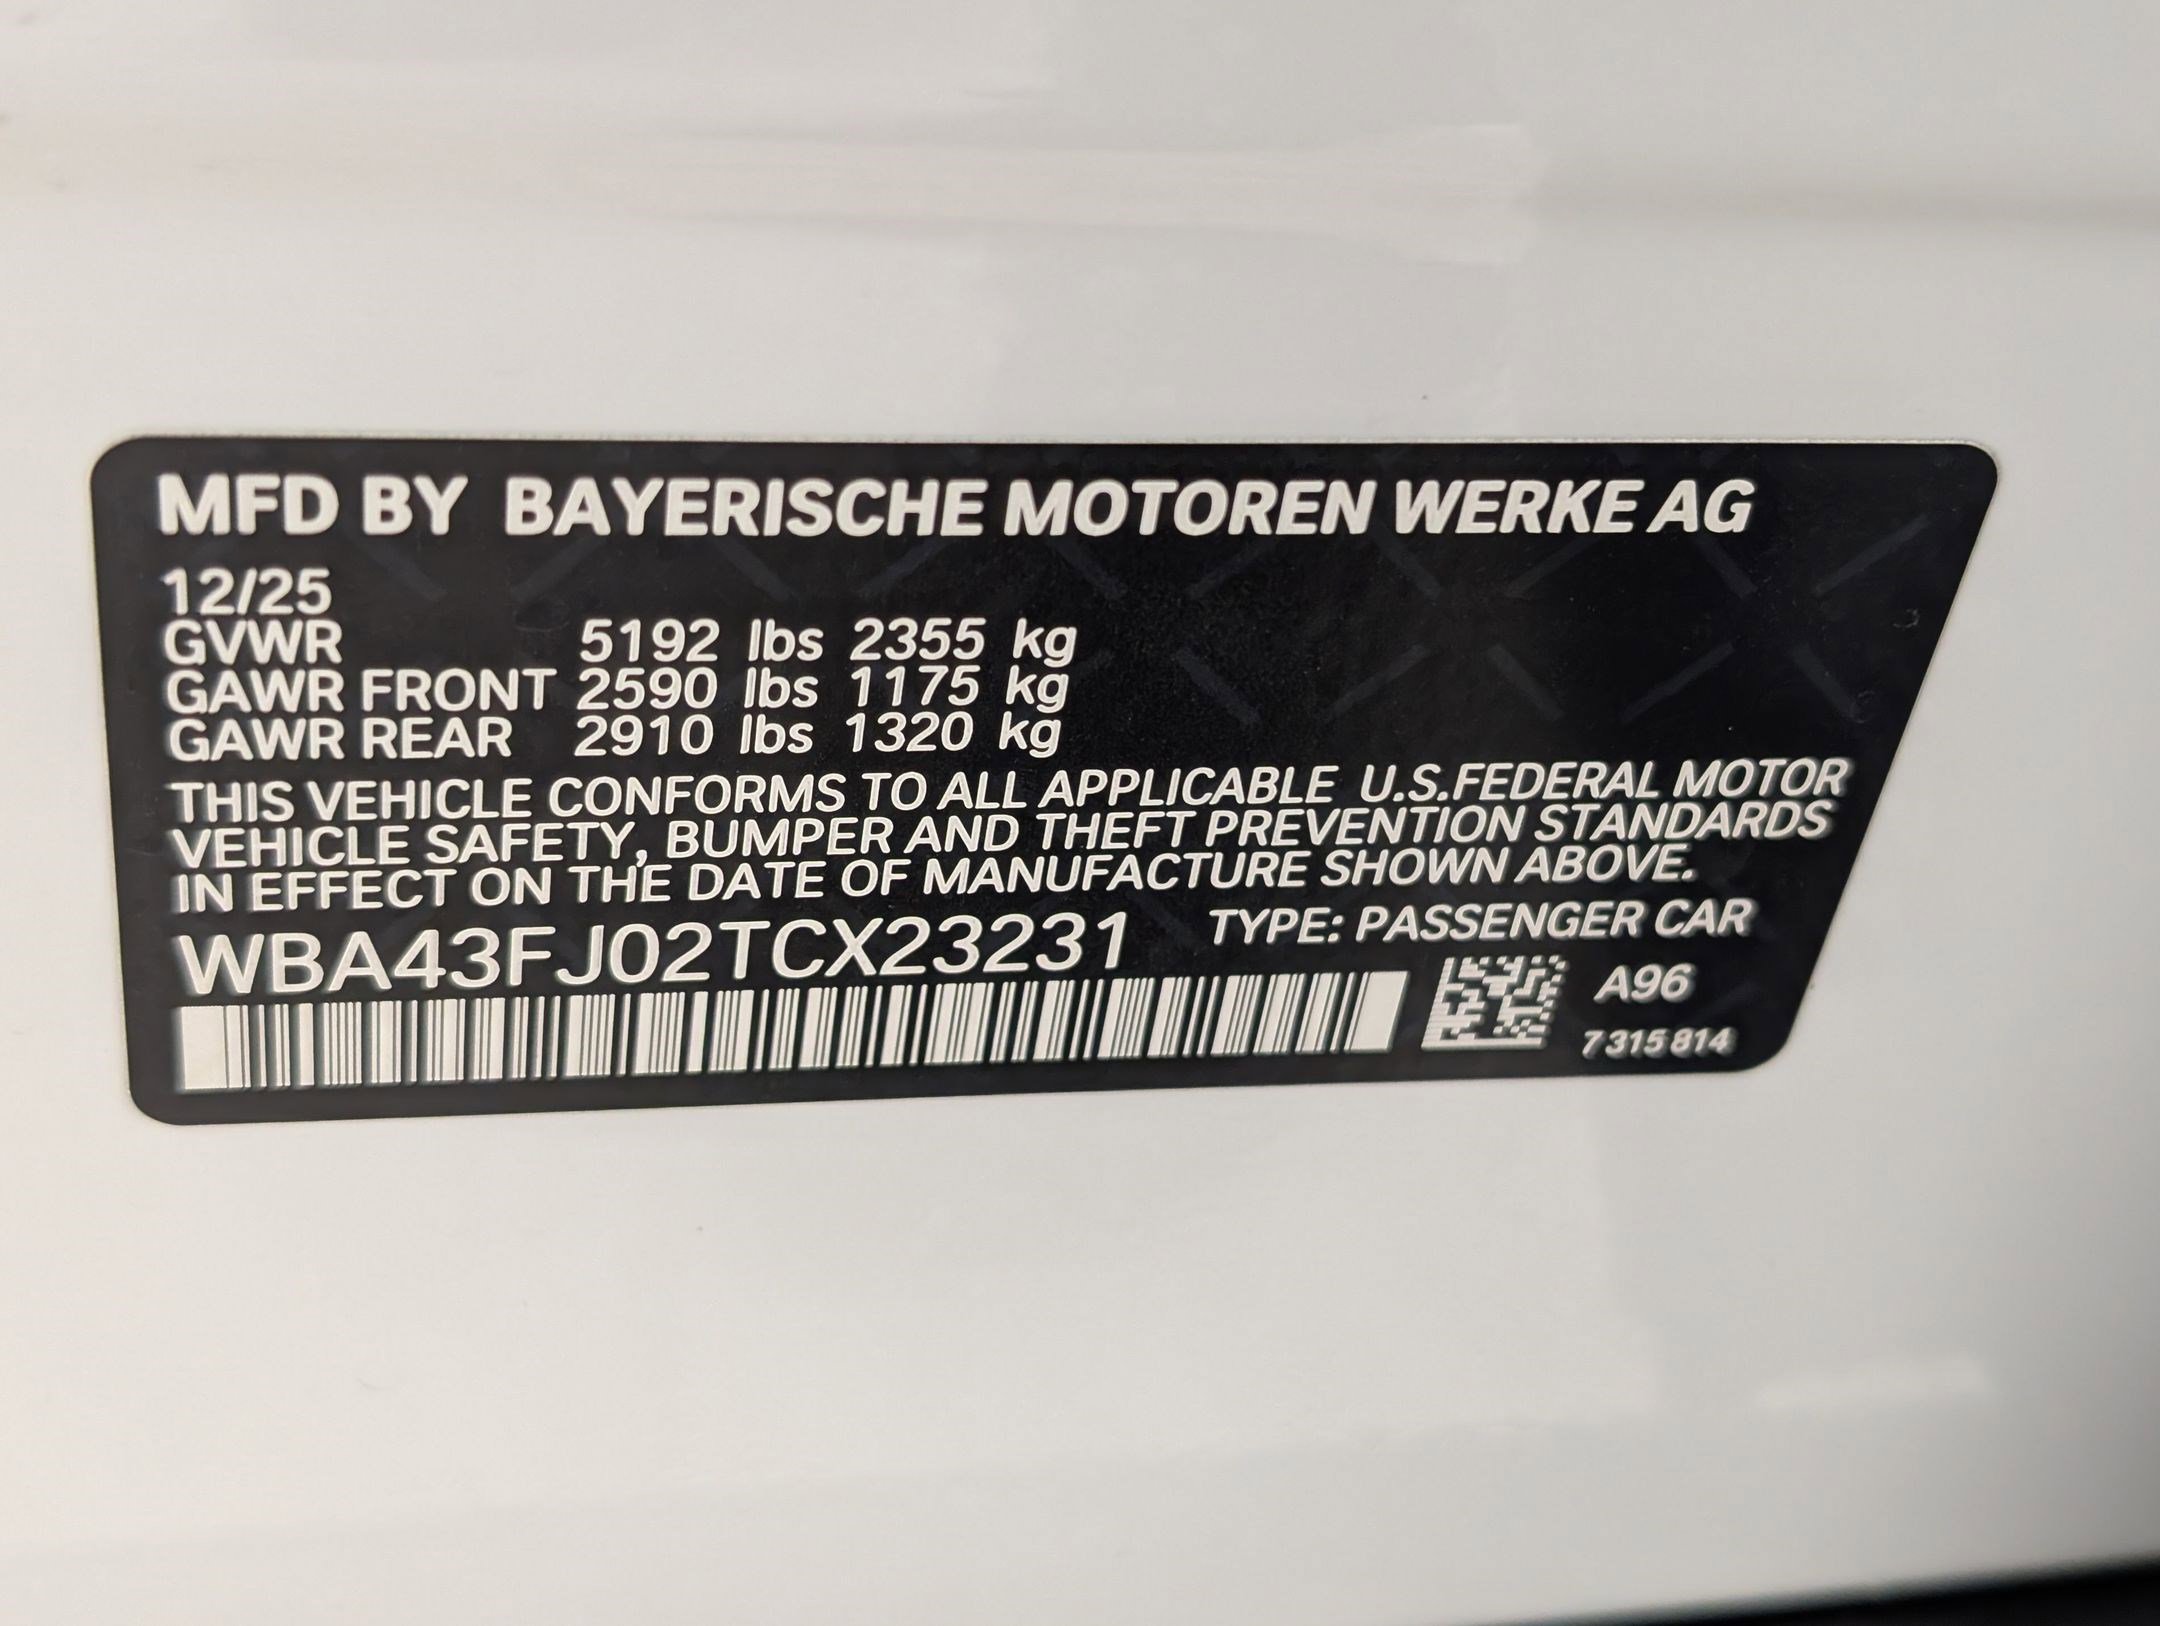 MFD BY BAYERISCHE MOTOREN WERKE AG
12/25
GVWR 5192 lbs 2355 kg
GAWR FRONT 2590 lbs 1175 kg
GAWR REAR 2910 lbs 1320 kg
THIS VEHICLE CONFORMS TO ALL APPLICABLE U.S.FEDERAL MOTOR
VEHICLE SAFETY, BUMPER AND THEFT PREVENTION STANDARDS
IN EFFECT ON THE DATE OF MANUFACTURE SHOWN ABOVE.
WBA43FJ02TCX23231 TYPE: PASSENGER CAR
A96
7315814